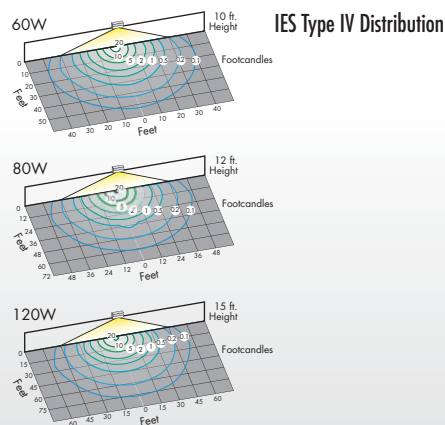 IES Type IV Distribution
60W
10 ft.
Height
Footcandles
20
10 5 2 1 0.5 0.2 0.1
0
10
20
30
40
50
40 30 20 10 0 10 20 30 40
Feet
Feet
80W
12 ft.
Height
Footcandles
20
10
5 2 1 0.5 0.2 0.1
0
12
24
36
48
60
72
48 36 24 12 0 12 24 36 48
Feet
Feet
120W
15 ft.
Height
Footcandles
20
10 5 2 1 0.5 0.2 0.1
0
15
30
45
60
75
60 45 30 15 0 15 30 45 60
Feet
Feet